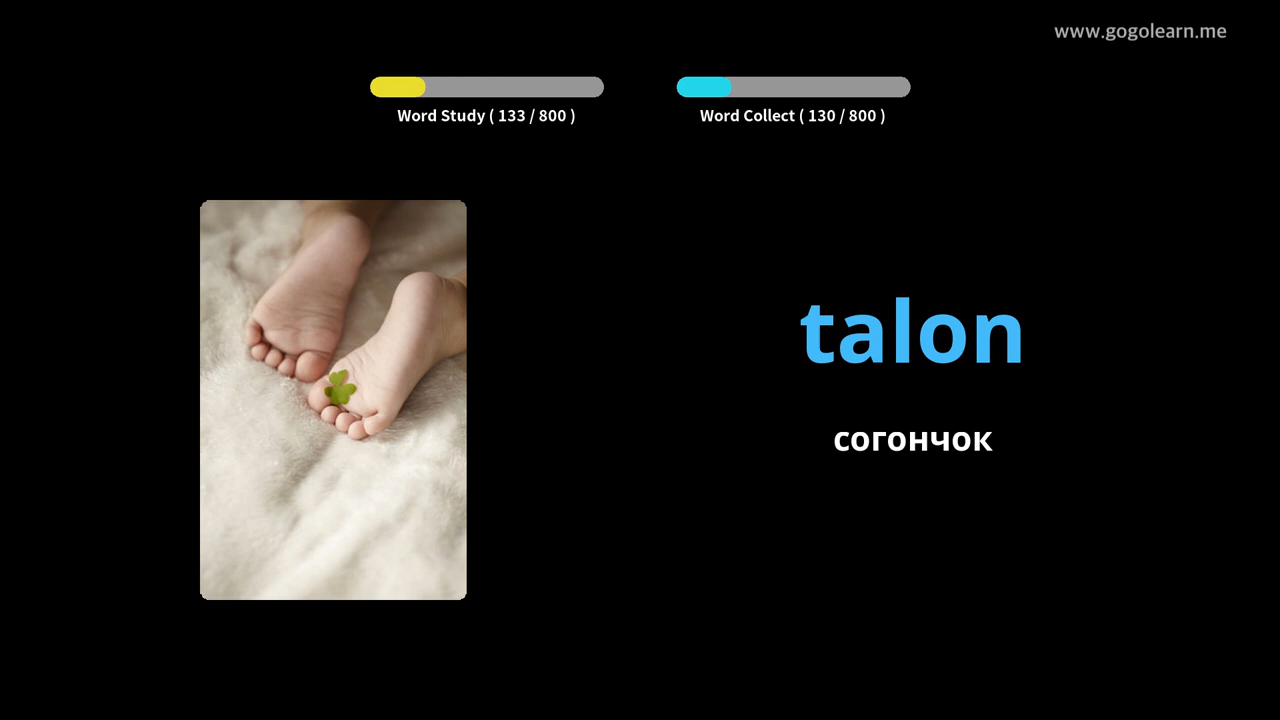 www.gogolearn.me
Word Study ( 133 / 800 )
Word Collect ( 130 / 800 )
talon
согончок